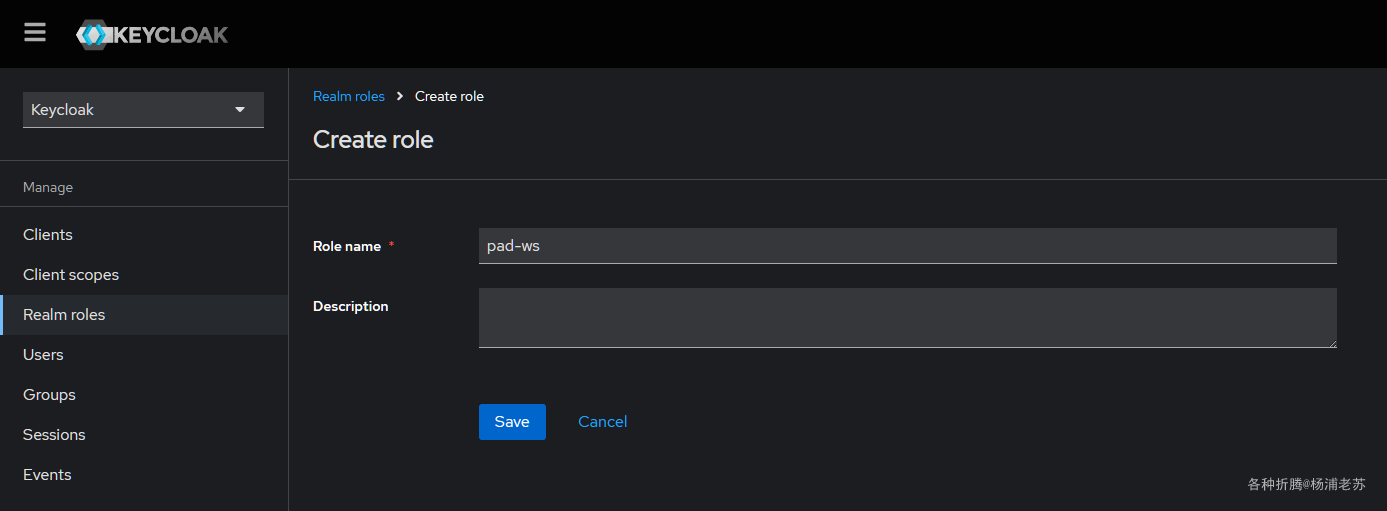 KEYCLOAK
Keycloak
Manage
Clients
Client scopes
Realm roles
Users
Groups
Sessions
Events
Realm roles > Create role
Create role
Role name * pad-ws
Description
Save Cancel
各种折腾@杨浦老苏